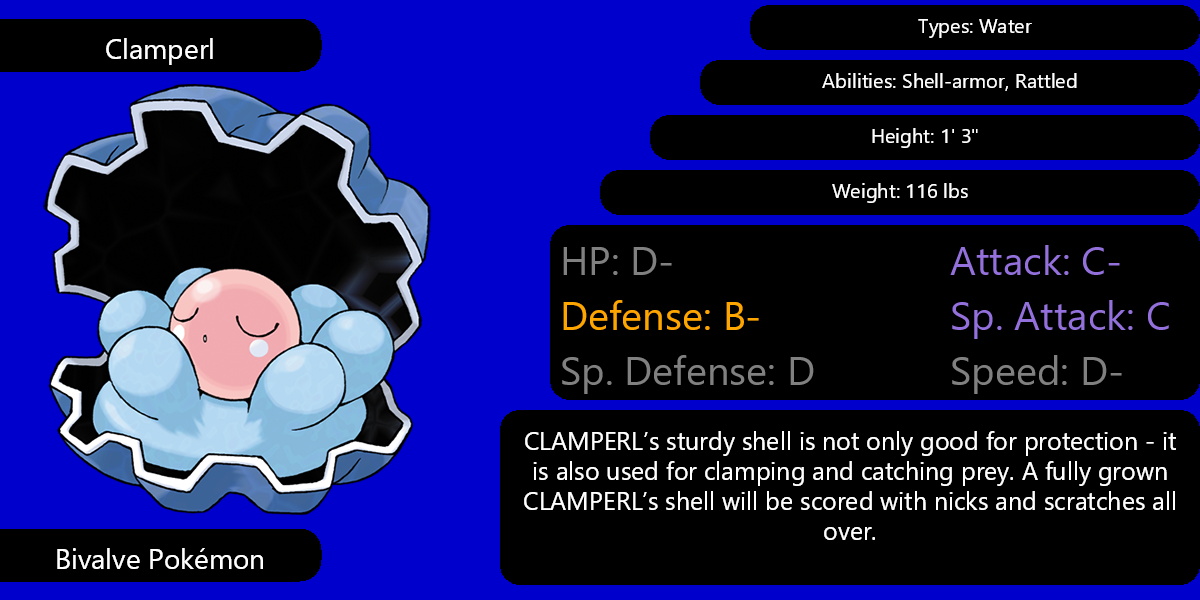 Clamperl
Types: Water
Abilities: Shell-armor, Rattled
Height: 1' 3"
Weight: 116 lbs
HP: D-
Attack: C-
Defense: B-
Sp. Attack: C
Sp. Defense: D
Speed: D-
CLAMPERL’s sturdy shell is not only good for protection - it
is also used for clamping and catching prey. A fully grown
CLAMPERL’s shell will be scored with nicks and scratches all
over.
Bivalve Pokémon